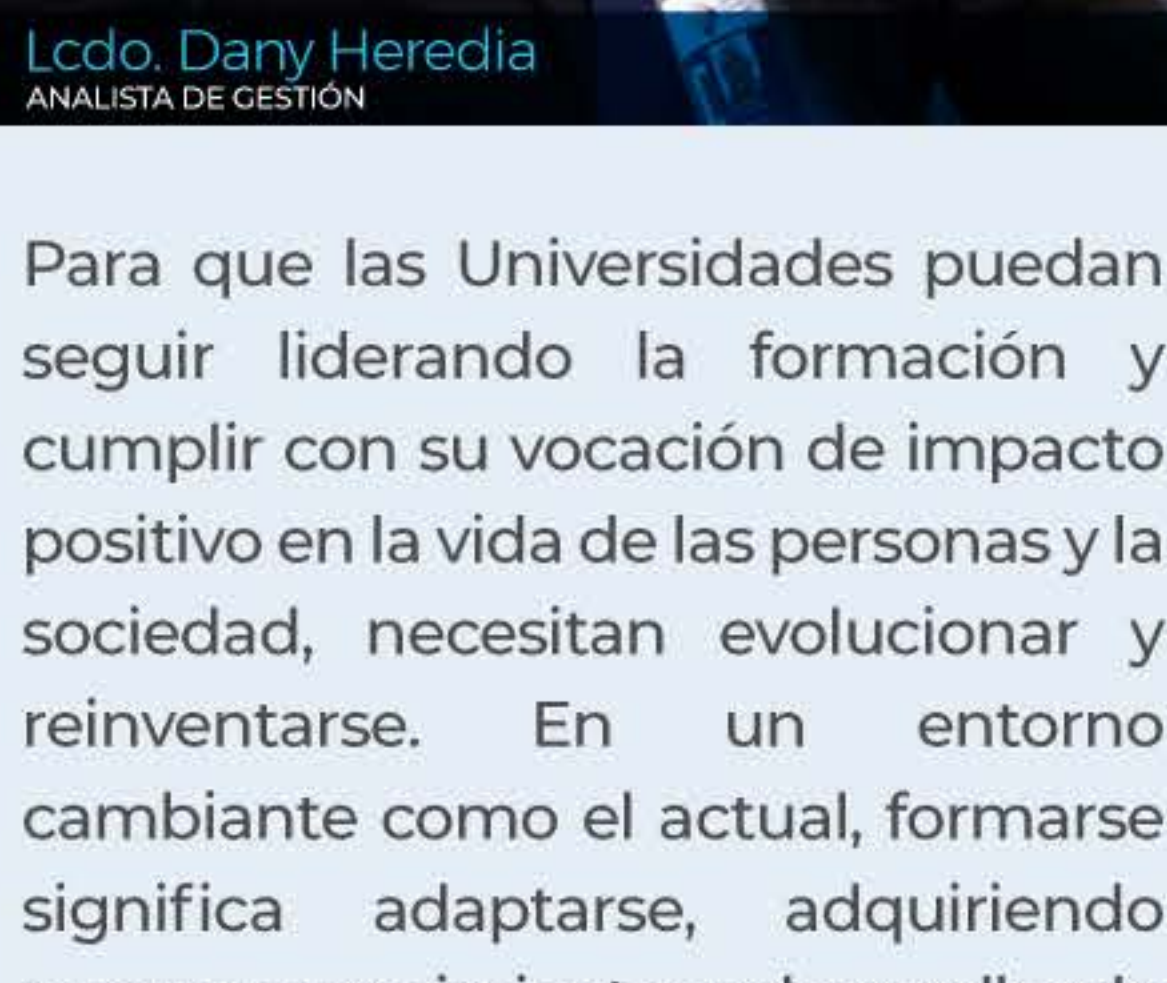 Lcdo. Dany Heredia
ANALISTA DE GESTIÓN
Para que las Universidades puedan
seguir liderando la formación y
cumplir con su vocación de impacto
positivo en la vida de las personas y la
sociedad, necesitan evolucionar y
reinventarse. En un entorno
cambiante como el actual, formarse
significa adaptarse, adquiriendo